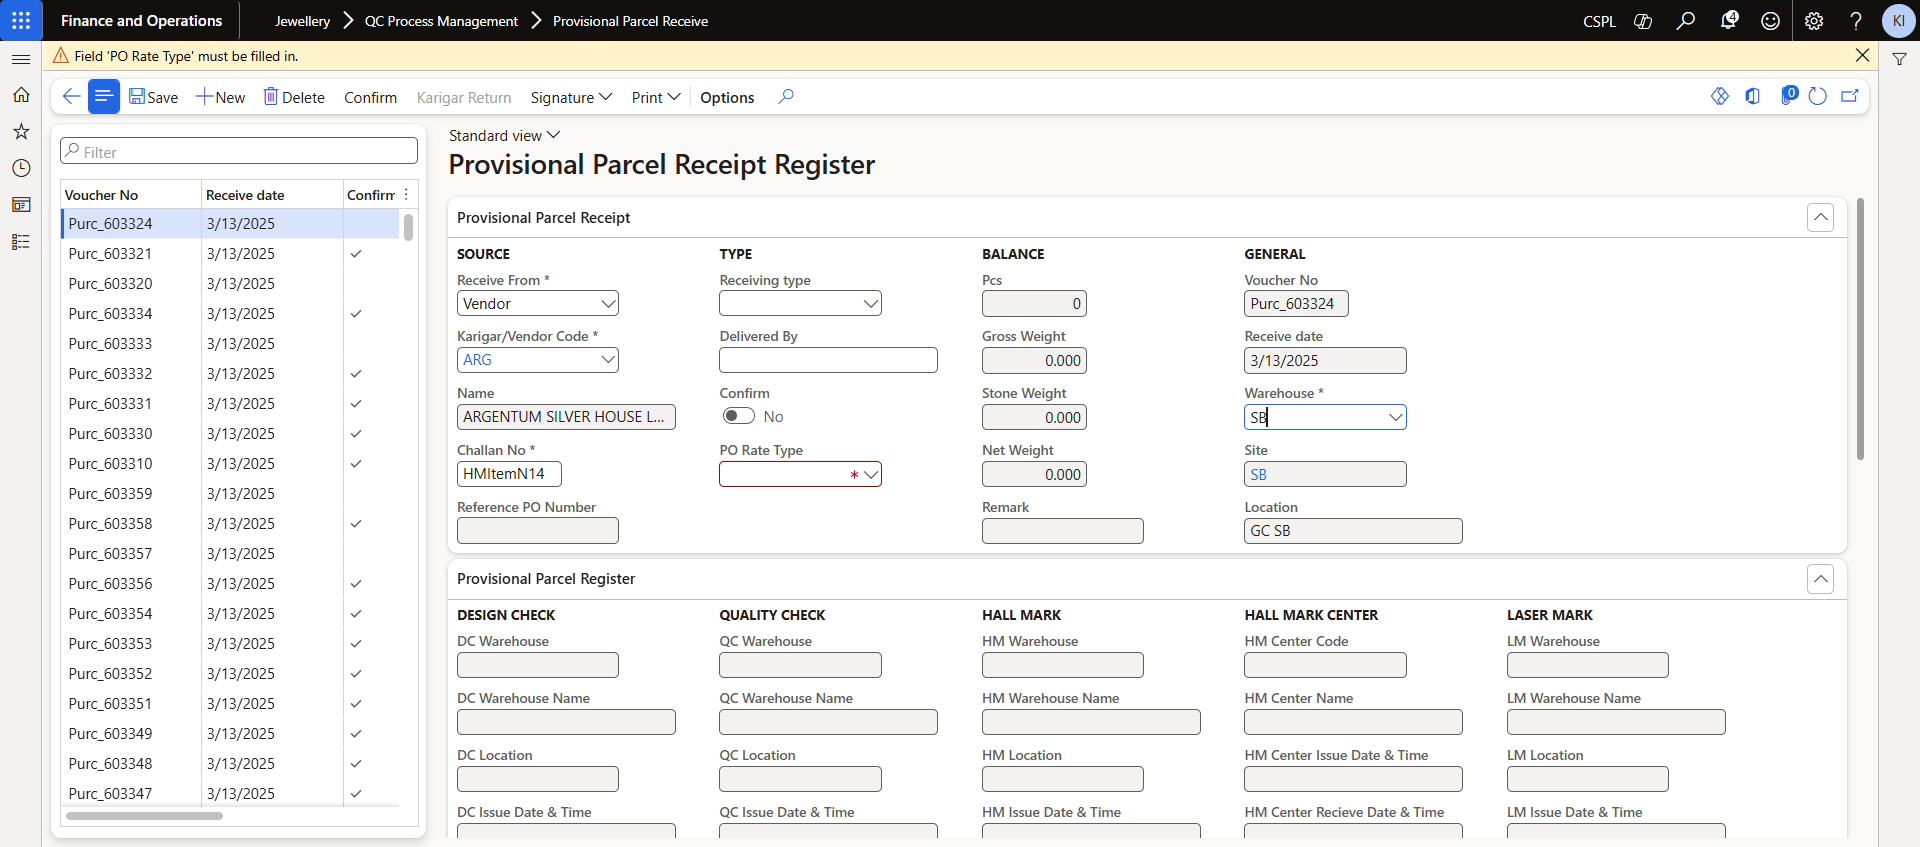 Finance and Operations
Jewellery
QC Process Management
Provisional Parcel Receive
CSPL
4
KI
Field 'PO Rate Type' must be filled in.
Save
New
Delete
Confirm
Karigar Return
Signature
Print
Options
0
Filter
Voucher No Receive date Confirm
Purc_603324 3/13/2025
Purc_603321 3/13/2025
Purc_603320 3/13/2025
Purc_603334 3/13/2025
Purc_603333 3/13/2025
Purc_603332 3/13/2025
Purc_603331 3/13/2025
Purc_603330 3/13/2025
Purc_603310 3/13/2025
Purc_603359 3/13/2025
Purc_603358 3/13/2025
Purc_603357 3/13/2025
Purc_603356 3/13/2025
Purc_603354 3/13/2025
Purc_603353 3/13/2025
Purc_603352 3/13/2025
Purc_603351 3/13/2025
Purc_603349 3/13/2025
Purc_603348 3/13/2025
Purc_603347 3/13/2025
Standard view
Provisional Parcel Receipt Register
Provisional Parcel Receipt
SOURCE
Receive From *
Vendor
Karigar/Vendor Code *
ARG
Name
ARGENTUM SILVER HOUSE L...
Challan No *
HMItemN14
Reference PO Number
TYPE
Receiving type
Delivered By
Confirm
No
PO Rate Type
*
BALANCE
Pcs
0
Gross Weight
0.000
Stone Weight
0.000
Net Weight
0.000
Remark
GENERAL
Voucher No
Purc_603324
Receive date
3/13/2025
Warehouse *
SB
Site
SB
Location
GC SB
Provisional Parcel Register
DESIGN CHECK
DC Warehouse
DC Warehouse Name
DC Location
DC Issue Date & Time
QUALITY CHECK
QC Warehouse
QC Warehouse Name
QC Location
QC Issue Date & Time
HALL MARK
HM Warehouse
HM Warehouse Name
HM Location
HM Issue Date & Time
HALL MARK CENTER
HM Center Code
HM Center Name
HM Center Issue Date & Time
HM Center Recieve Date & Time
LASER MARK
LM Warehouse
LM Warehouse Name
LM Location
LM Issue Date & Time